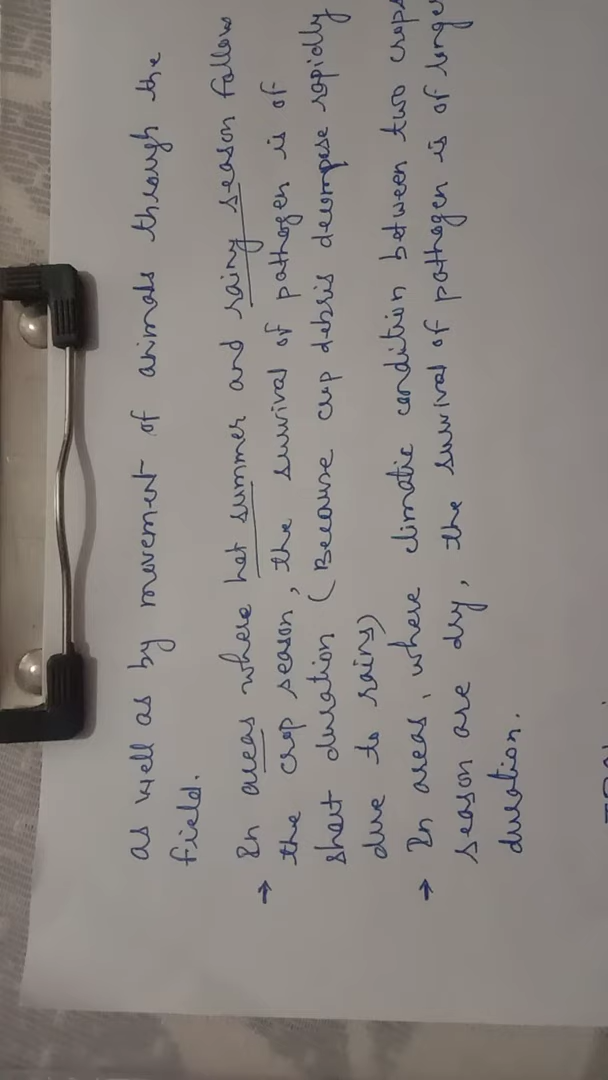 as well as by movement of animals through the
field.
→ In areas where hot summer and rainy season follow
the crop season, the survival of pathogen is of
short duration (Because crop debris decompose rapidly
due to rains)
→ In areas, where climatic condition between two crops
season are dry, the survival of pathogen is of longe
duration.